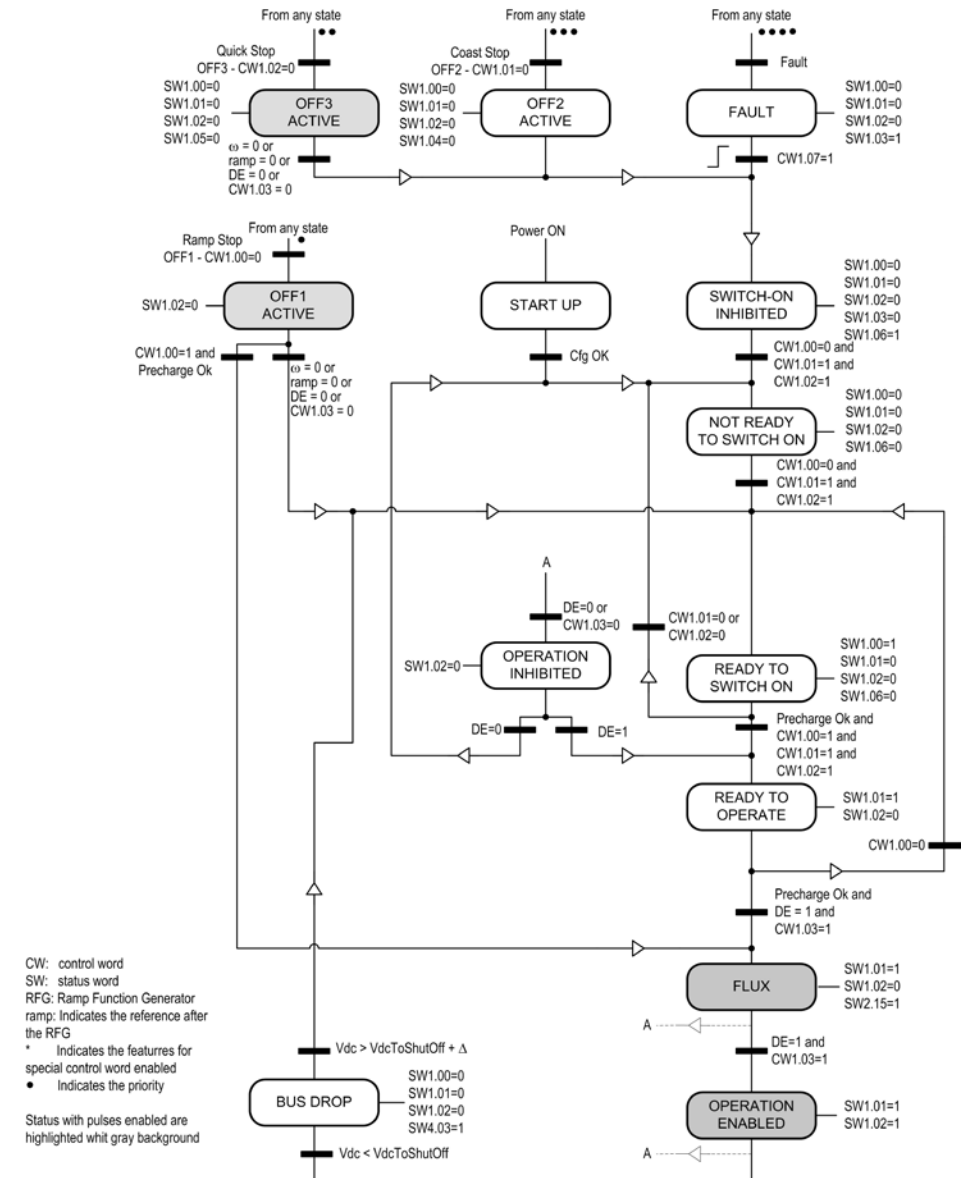 From any state
From any state
From any state
Quick Stop
OFF3 - CW1.02=0
Coast Stop
OFF2 - CW1.01=0
Fault
SW1.00=0
SW1.01=0
SW1.02=0
SW1.05=0
OFF3
ACTIVE
SW1.00=0
SW1.01=0
SW1.02=0
SW1.04=0
OFF2
ACTIVE
FAULT
SW1.00=0
SW1.01=0
SW1.02=0
SW1.03=1
ω = 0 or
ramp = 0 or
DE = 0 or
CW1.03 = 0
CW1.07=1
From any state
Ramp Stop
OFF1 - CW1.00=0
Power ON
SW1.02=0
OFF1
ACTIVE
START UP
SWITCH-ON
INHIBITED
SW1.00=0
SW1.01=0
SW1.02=0
SW1.03=0
SW1.06=1
CW1.00=1 and
Precharge Ok
ω = 0 or
ramp = 0 or
DE = 0 or
CW1.03 = 0
Cfg OK
CW1.00=0 and
CW1.01=1 and
CW1.02=1
NOT READY
TO SWITCH ON
SW1.00=0
SW1.01=0
SW1.02=0
SW1.06=0
CW1.00=0 and
CW1.01=1 and
CW1.02=1
A
DE=0 or
CW1.03=0
CW1.01=0 or
CW1.02=0
SW1.02=0
OPERATION
INHIBITED
READY TO
SWITCH ON
SW1.00=1
SW1.01=0
SW1.02=0
SW1.06=0
DE=0
DE=1
Precharge Ok and
CW1.00=1 and
CW1.01=1 and
CW1.02=1
READY TO
OPERATE
SW1.01=1
SW1.02=0
CW1.00=0
Precharge Ok and
DE = 1 and
CW1.03=1
CW: control word
SW: status word
RFG: Ramp Function Generator
ramp: Indicates the reference after
the RFG
* Indicates the featurres for
special control word enabled
● Indicates the priority
Status with pulses enabled are
highlighted whit gray background
FLUX
SW1.01=1
SW1.02=0
SW2.15=1
A
DE=1 and
CW1.03=1
Vdc > VdcToShutOff + Δ
BUS DROP
SW1.00=0
SW1.01=0
SW1.02=0
SW4.03=1
OPERATION
ENABLED
SW1.01=1
SW1.02=1
Vdc < VdcToShutOff
A